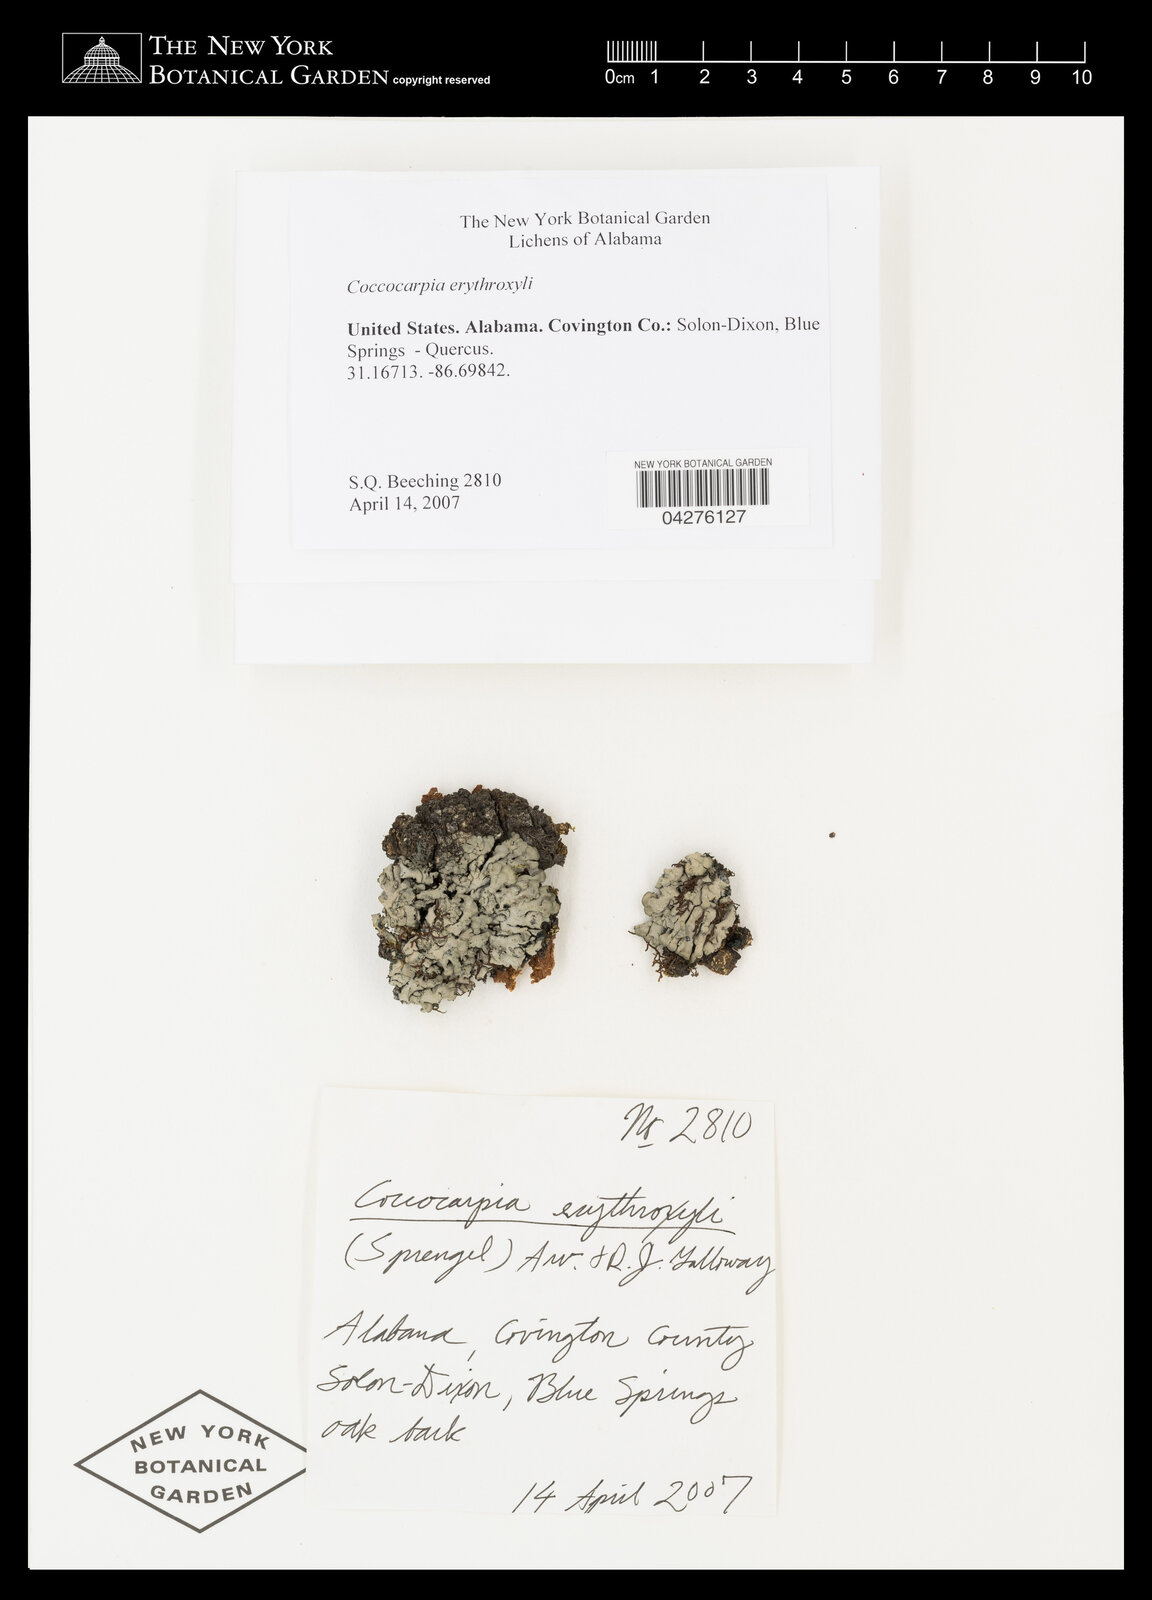 THE NEW YORK
BOTANICAL GARDEN copyright reserved
0cm 1 2 3 4 5 6 7 8 9 10
The New York Botanical Garden
Lichens of Alabama
Coccocarpia erythroxyli
United States. Alabama. Covington Co.: Solon-Dixon, Blue
Springs - Quercus.
31.16713. -86.69842.
S.Q. Beeching 2810
April 14, 2007
NEW YORK BOTANICAL GARDEN
04276127
No 2810
Coccocarpia erythroxyli
(Sprengel) Arv. & D. J. Galloway
Alabama, Covington County
Solon-Dixon, Blue Springs
oak bark
14 April 2007
NEW YORK
BOTANICAL
GARDEN